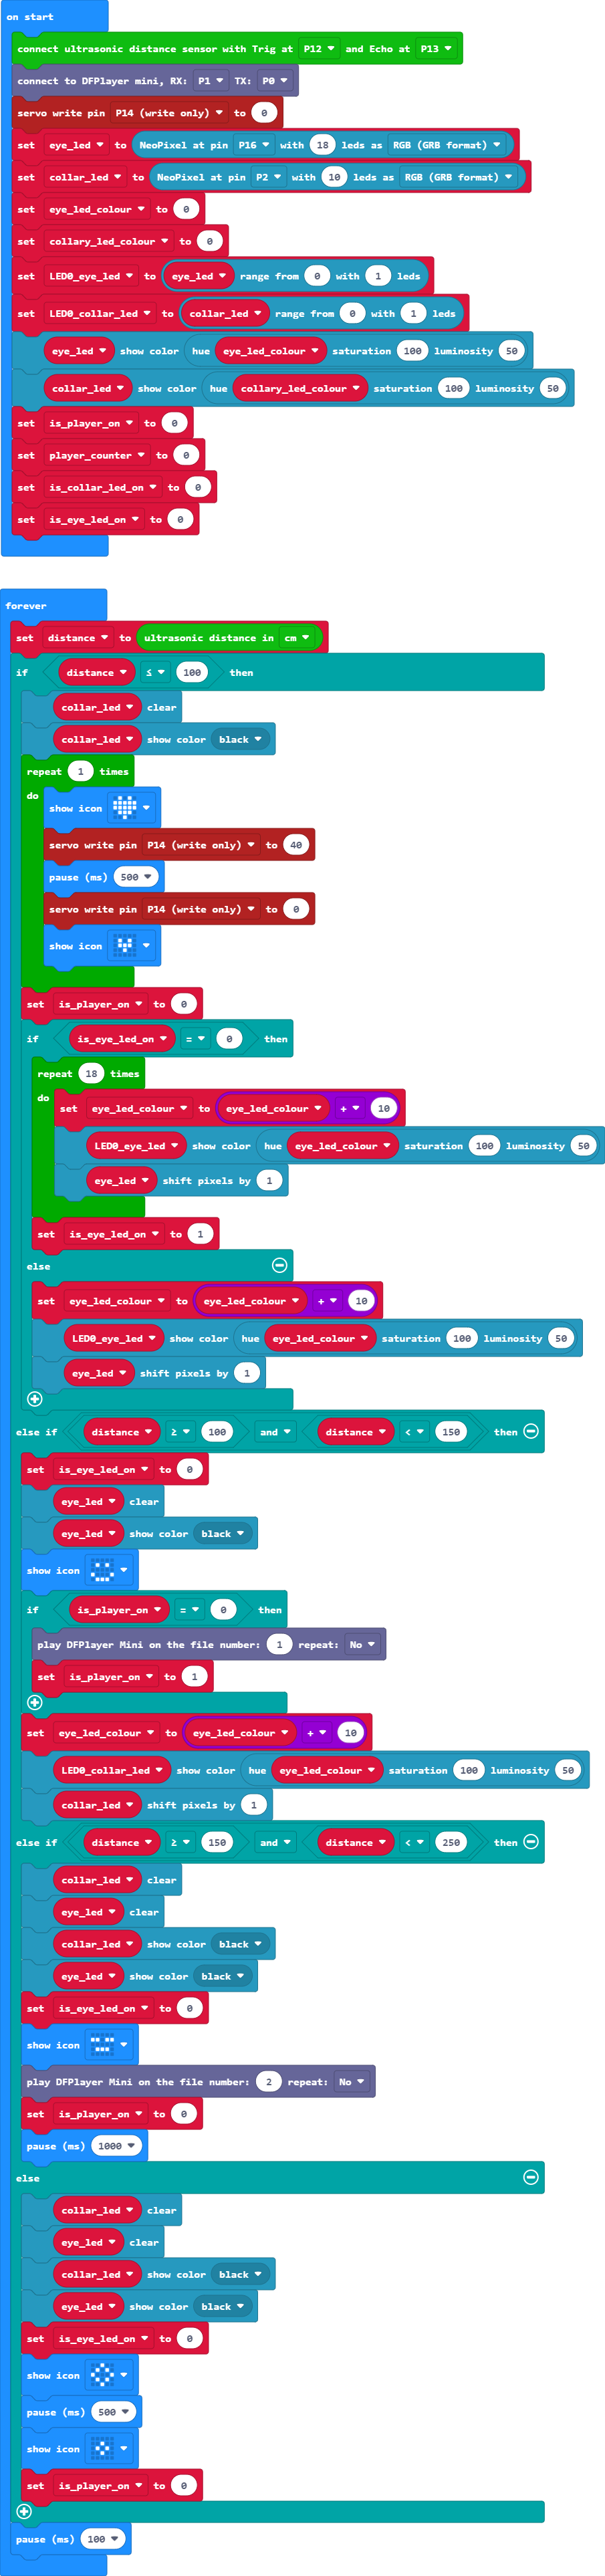 on start
connect ultrasonic distance sensor with Trig at P12 and Echo at P13
connect to DFPlayer mini, RX: P1 TX: P0
servo write pin P14 (write only) to 0
set eye_led to NeoPixel at pin P16 with 18 leds as RGB (GRB format)
set collar_led to NeoPixel at pin P2 with 10 leds as RGB (GRB format)
set eye_led_colour to 0
set collary_led_colour to 0
set LED0_eye_led to eye_led range from 0 with 1 leds
set LED0_collar_led to collar_led range from 0 with 1 leds
eye_led show color hue eye_led_colour saturation 100 luminosity 50
collar_led show color hue collary_led_colour saturation 100 luminosity 50
set is_player_on to 0
set player_counter to 0
set is_collar_led_on to 0
set is_eye_led_on to 0
forever
set distance to ultrasonic distance in cm
if distance ≤ 100 then
collar_led clear
collar_led show color black
repeat 1 times
do
show icon
servo write pin P14 (write only) to 40
pause (ms) 500
servo write pin P14 (write only) to 0
show icon
set is_player_on to 0
if is_eye_led_on = 0 then
repeat 18 times
do
set eye_led_colour to eye_led_colour + 10
LED0_eye_led show color hue eye_led_colour saturation 100 luminosity 50
eye_led shift pixels by 1
set is_eye_led_on to 1
else
set eye_led_colour to eye_led_colour + 10
LED0_eye_led show color hue eye_led_colour saturation 100 luminosity 50
eye_led shift pixels by 1
else if distance ≥ 100 and distance < 150 then
set is_eye_led_on to 0
eye_led clear
eye_led show color black
show icon
if is_player_on = 0 then
play DFPlayer Mini on the file number: 1 repeat: No
set is_player_on to 1
set eye_led_colour to eye_led_colour + 10
LED0_collar_led show color hue eye_led_colour saturation 100 luminosity 50
collar_led shift pixels by 1
else if distance ≥ 150 and distance < 250 then
collar_led clear
eye_led clear
collar_led show color black
eye_led show color black
set is_eye_led_on to 0
show icon
play DFPlayer Mini on the file number: 2 repeat: No
set is_player_on to 0
pause (ms) 1000
else
collar_led clear
eye_led clear
collar_led show color black
eye_led show color black
set is_eye_led_on to 0
show icon
pause (ms) 500
show icon
set is_player_on to 0
pause (ms) 100